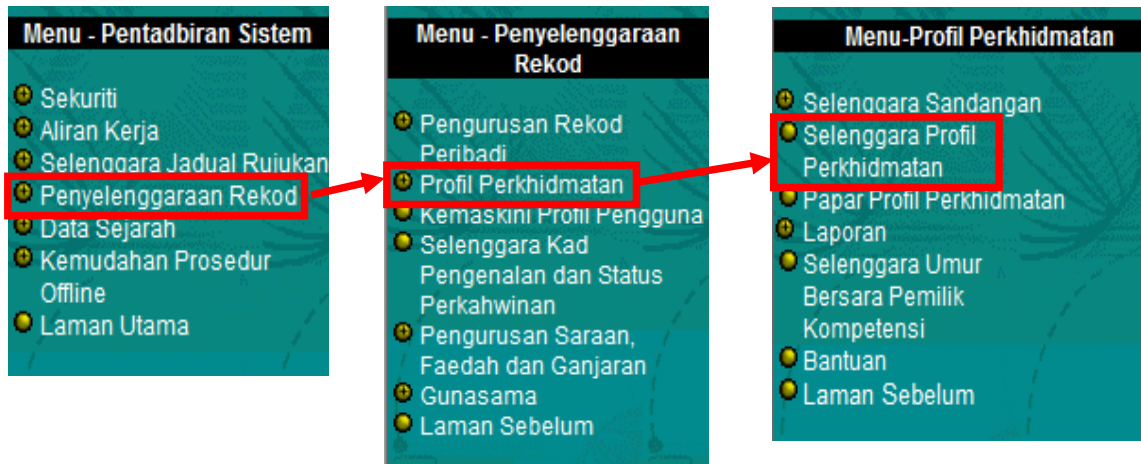 Menu - Pentadbiran Sistem
Sekuriti
Aliran Kerja
Selenggara Jadual Rujukan
Penyelenggaraan Rekod
Data Sejarah
Kemudahan Prosedur
Offline
Laman Utama
Menu - Penyelenggaraan
Rekod
Pengurusan Rekod
Peribadi
Profil Perkhidmatan
Kemaskini Profil Pengguna
Selenggara Kad
Pengenalan dan Status
Perkahwinan
Pengurusan Saraan,
Faedah dan Ganjaran
Gunasama
Laman Sebelum
Menu-Profil Perkhidmatan
Selenggara Sandangan
Selenggara Profil
Perkhidmatan
Papar Profil Perkhidmatan
Laporan
Selenggara Umur
Bersara Pemilik
Kompetensi
Bantuan
Laman Sebelum